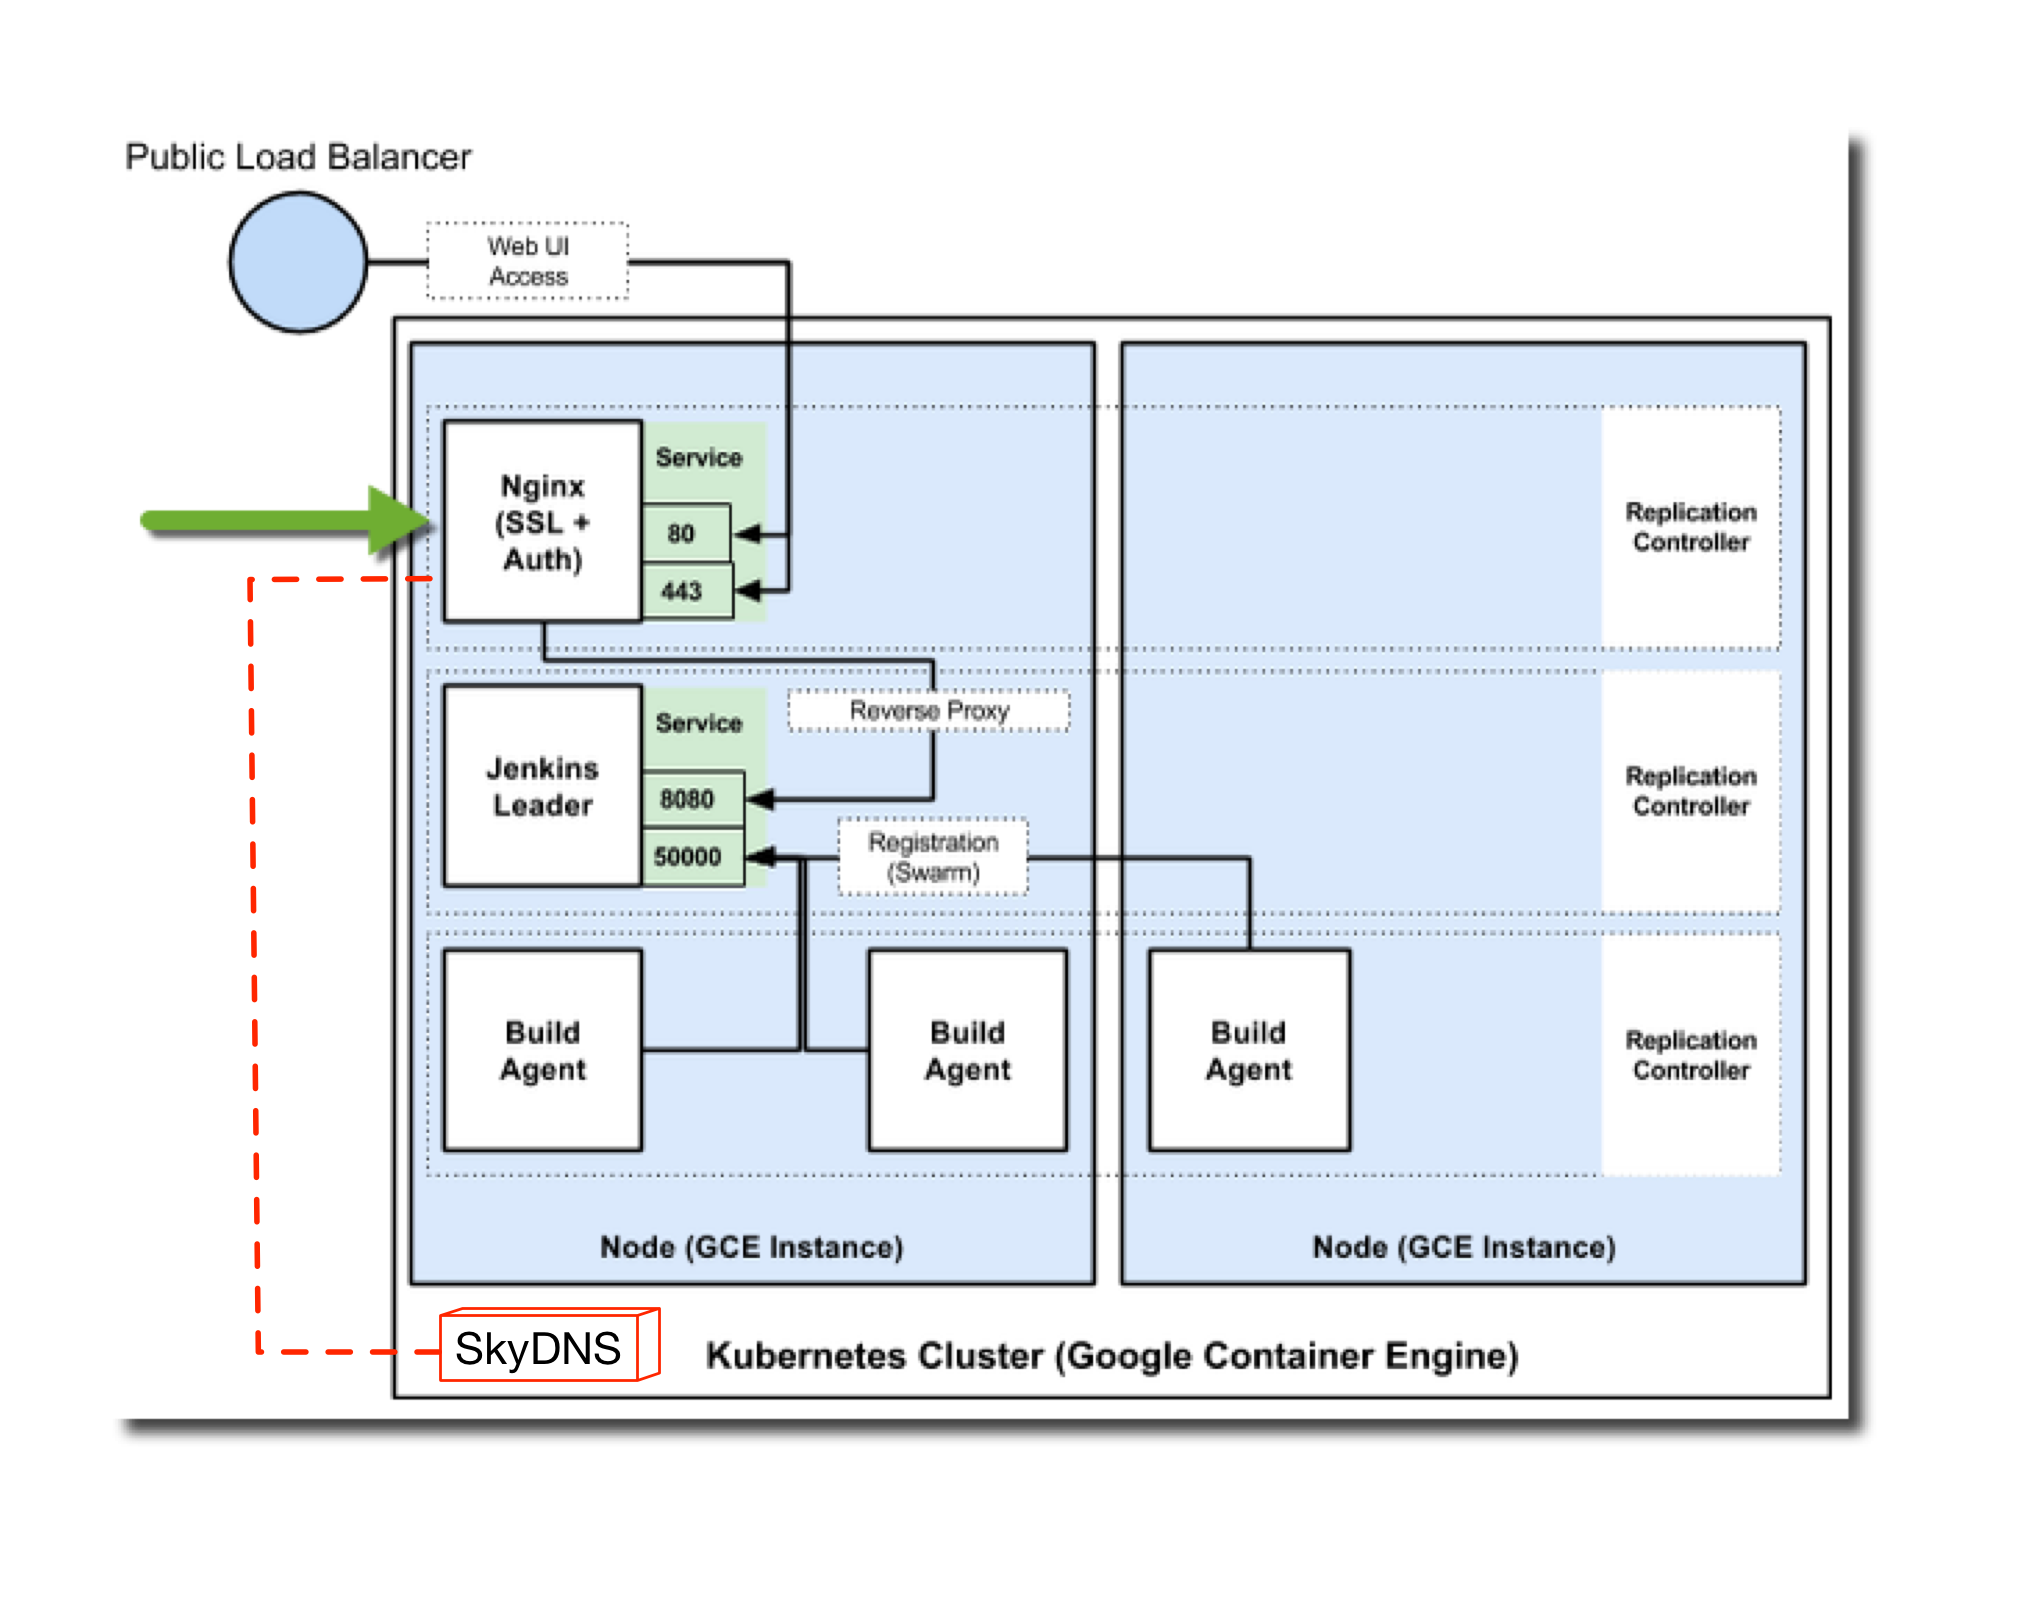 Public Load Balancer
Web UI
Access
Nginx
(SSL +
Auth)
Service
80
443
Replication
Controller
Reverse Proxy
Jenkins
Leader
Service
8080
50000
Registration
(Swarm)
Replication
Controller
Build
Agent
Build
Agent
Build
Agent
Replication
Controller
Node (GCE Instance)
Node (GCE Instance)
SkyDNS
Kubernetes Cluster (Google Container Engine)